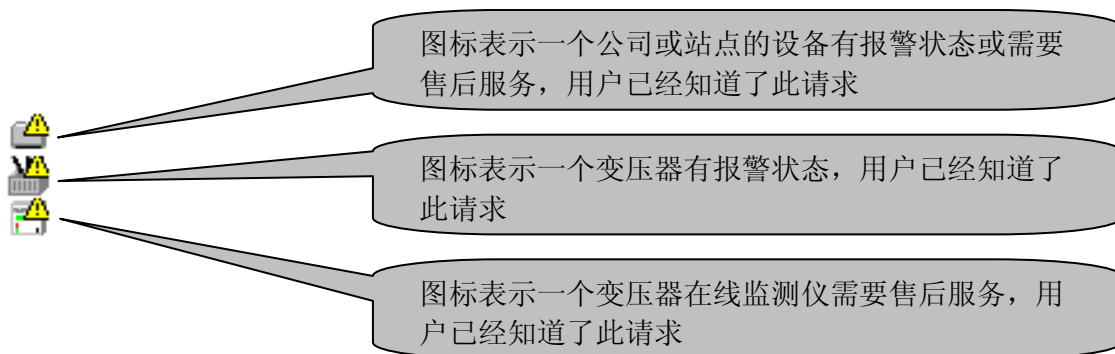 图标表示一个公司或站点的设备有报警状态或需要
售后服务，用户已经知道了此请求
图标表示一个变压器有报警状态，用户已经知道了
此请求
图标表示一个变压器在线监测仪需要售后服务，用
户已经知道了此请求